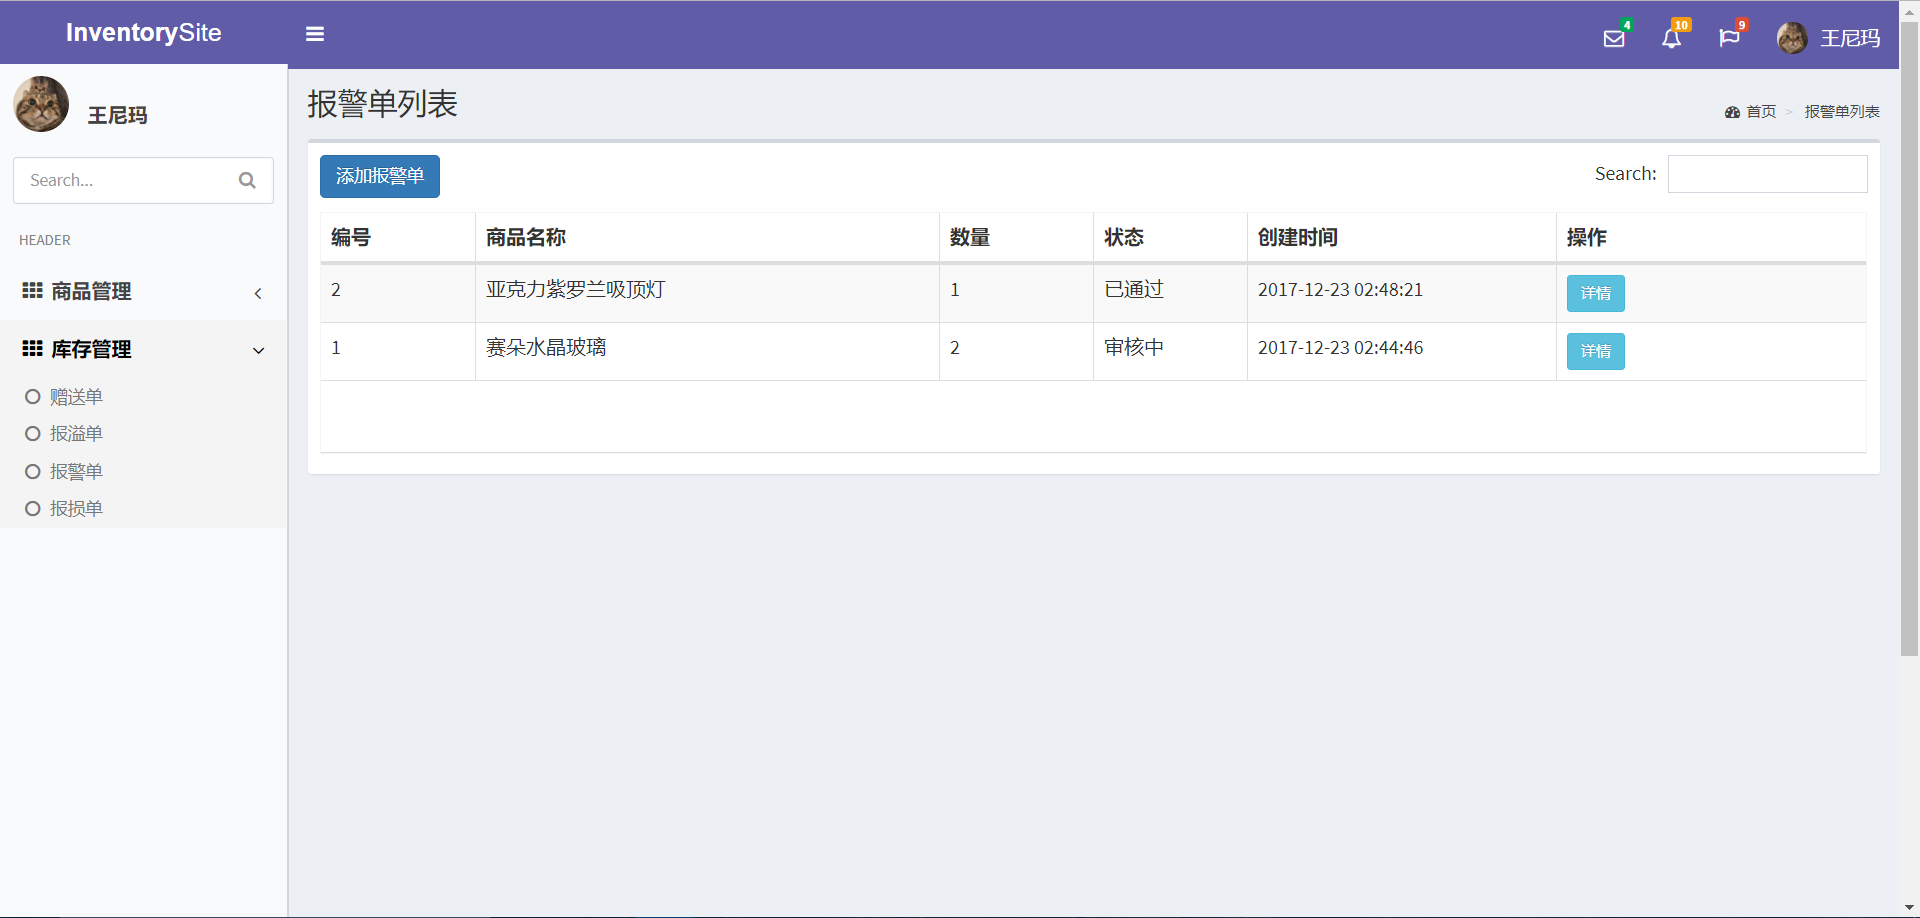 InventorySite
4
10
9
王尼玛
王尼玛
Search...
HEADER
商品管理
库存管理
赠送单
报溢单
报警单
报损单
报警单列表
首页 > 报警单列表
添加报警单
Search:
编号 商品名称 数量 状态 创建时间 操作
2 亚克力紫罗兰吸顶灯 1 已通过 2017-12-23 02:48:21 详情
1 赛朵水晶玻璃 2 审核中 2017-12-23 02:44:46 详情